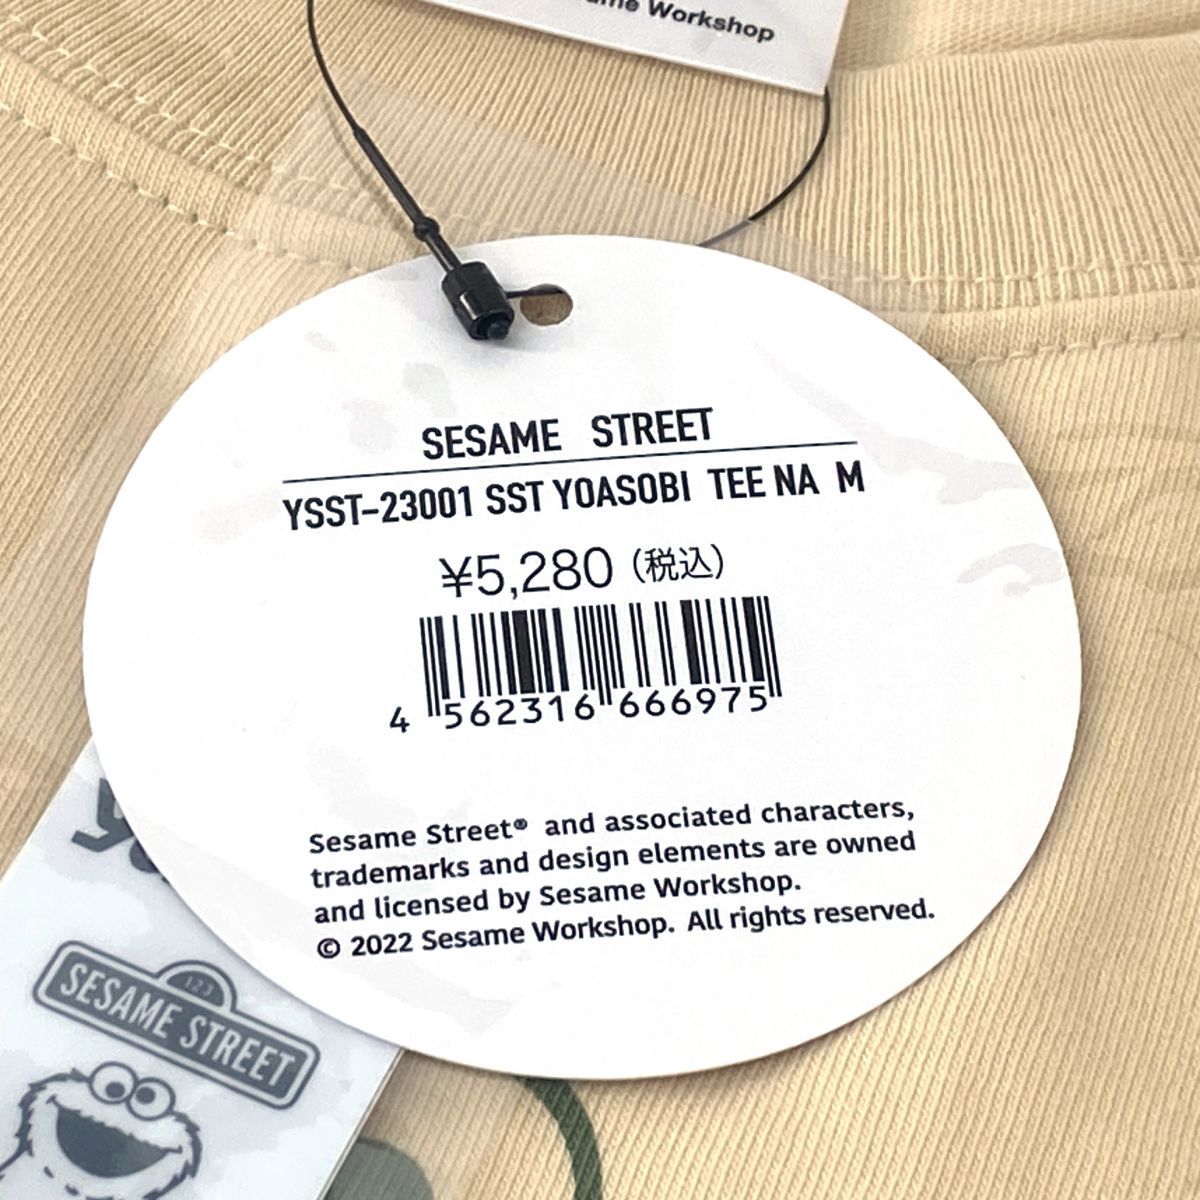 Sesame Workshop
SESAME STREET
YSST-23001 SST YOASOBI TEE NA M
¥5,280 (税込)
4 562316 666975
Sesame Street® and associated characters,
trademarks and design elements are owned
and licensed by Sesame Workshop.
© 2022 Sesame Workshop. All rights reserved.
123
SESAME STREET